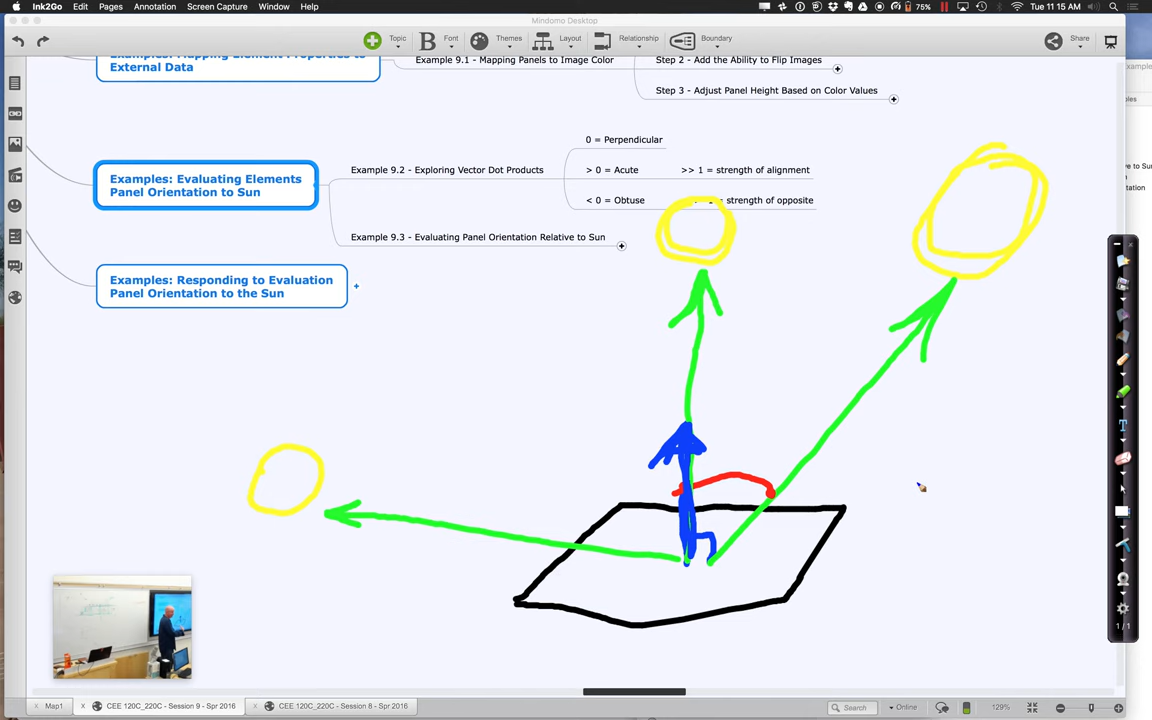 Ink2Go Edit Pages Annotation Screen Capture Window Help
75% Tue 11:15 AM
Mindomo Desktop
Topic Font Themes Layout Relationship Boundary Share
External Data
Example 9.1 - Mapping Panels to Image Color
Step 2 - Add the Ability to Flip Images
Step 3 - Adjust Panel Height Based on Color Values
Examples: Evaluating Elements
Panel Orientation to Sun
Example 9.2 - Exploring Vector Dot Products
0 = Perpendicular
> 0 = Acute
>> 1 = strength of alignment
< 0 = Obtuse
= strength of opposite
Example 9.3 - Evaluating Panel Orientation Relative to Sun
Examples: Responding to Evaluation
Panel Orientation to the Sun
1 / 1
Map1
CEE 120C_220C - Session 9 - Spr 2016
CEE 120C_220C - Session 8 - Spr 2016
Search
Online
129%